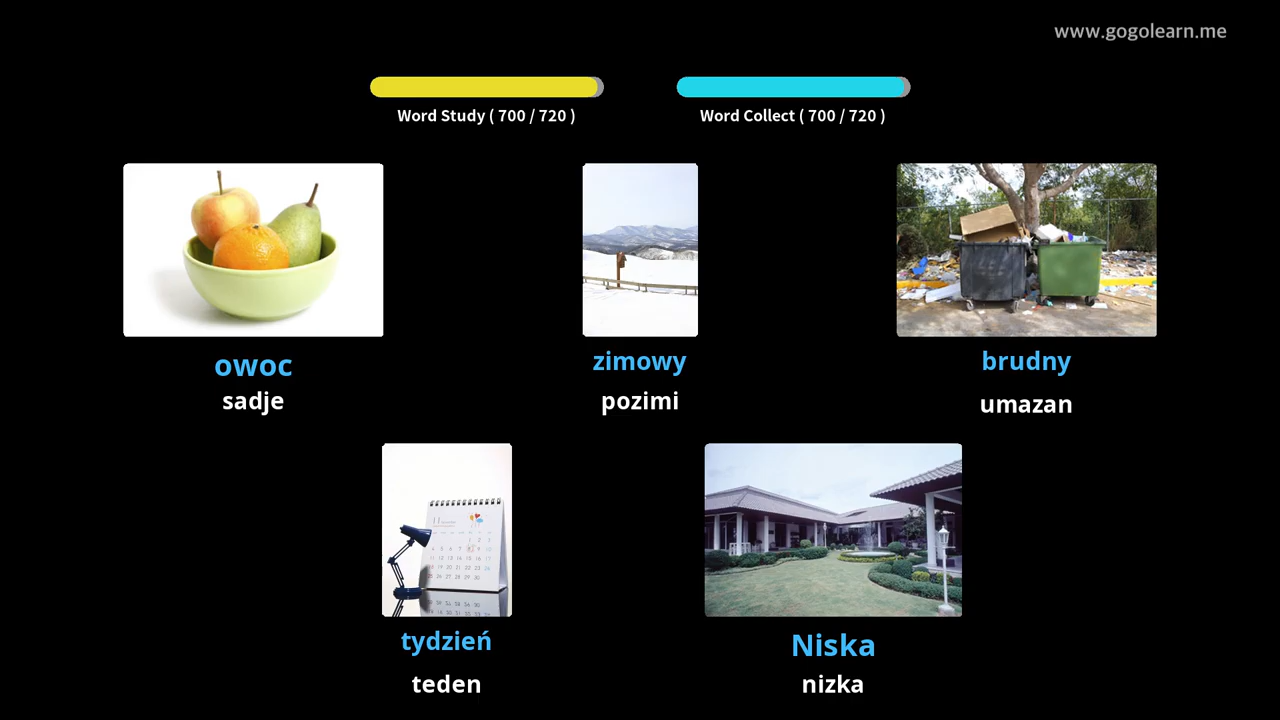 www.gogolearn.me
Word Study ( 700 / 720 )
Word Collect ( 700 / 720 )
owoc
sadje
zimowy
pozimi
brudny
umazan
tydzień
teden
Niska
nizka